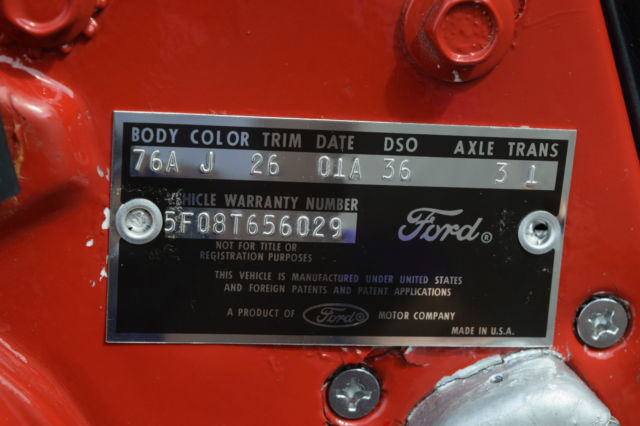 BODY COLOR TRIM DATE DSO AXLE TRANS
76A J 26 01A 36 3 1
VEHICLE WARRANTY NUMBER
5F08T656029
Ford®
NOT FOR TITLE OR
REGISTRATION PURPOSES
THIS VEHICLE IS MANUFACTURED UNDER UNITED STATES
AND FOREIGN PATENTS AND PATENT APPLICATIONS
A PRODUCT OF Ford® MOTOR COMPANY
MADE IN U.S.A.